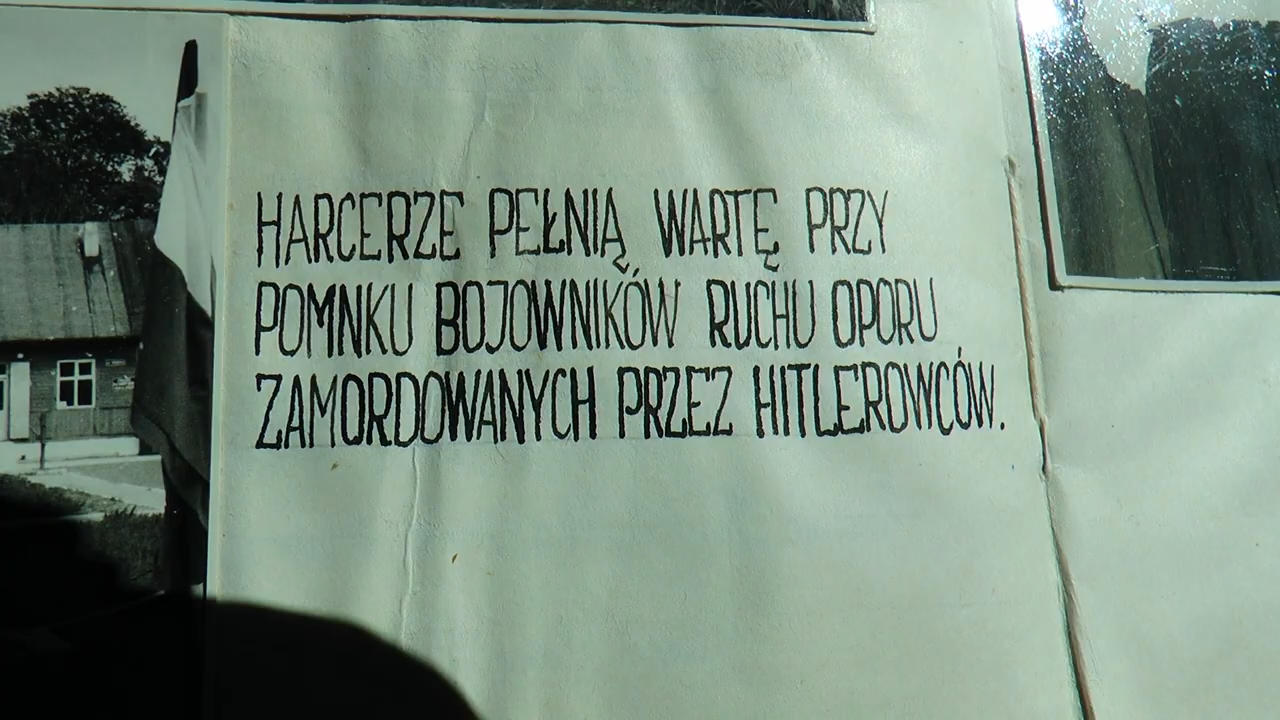 HARCERZE PEŁNIĄ WARTĘ PRZY
POMNKU BOJOWNIKÓW RUCHU OPORU
ZAMORDOWANYCH PRZEZ HITLEROWCÓW.